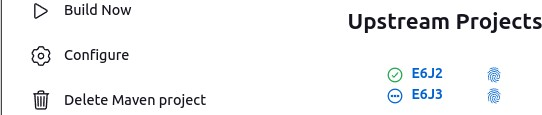 Build Now
Configure
Delete Maven project
Upstream Projects
E6J2
E6J3